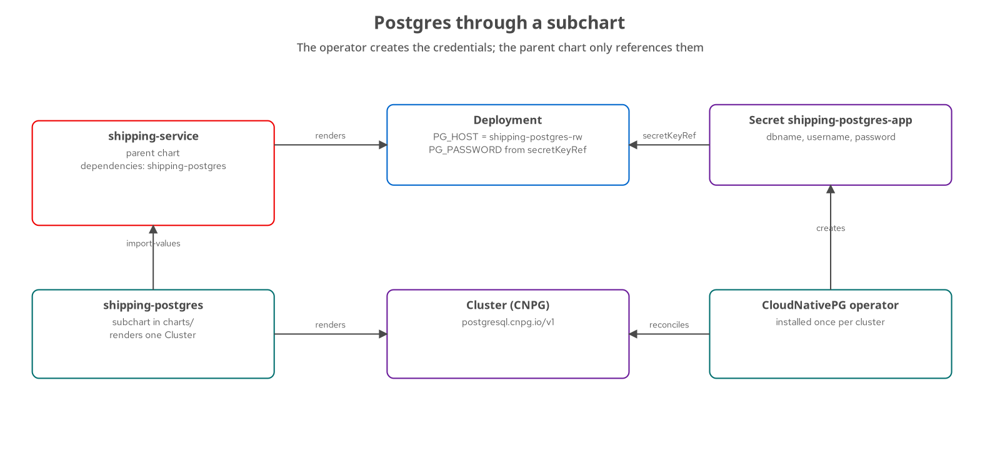 Postgres through a subchart
The operator creates the credentials; the parent chart only references them
shipping-service
parent chart
dependencies: shipping-postgres
renders
Deployment
PG_HOST = shipping-postgres-rw
PG_PASSWORD from secretKeyRef
secretKeyRef
Secret shipping-postgres-app
dbname, username, password
import-values
creates
shipping-postgres
subchart in charts/
renders one Cluster
renders
Cluster (CNPG)
postgresql.cnpg.io/v1
reconciles
CloudNativePG operator
installed once per cluster